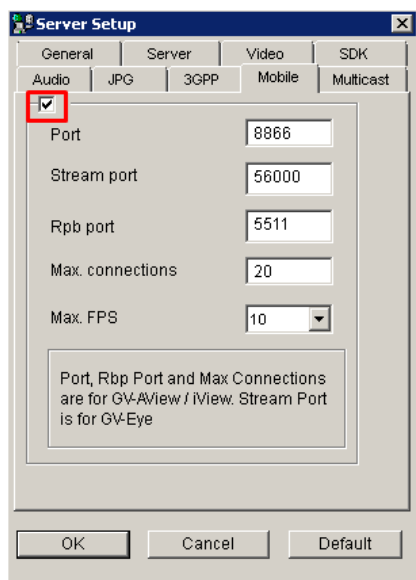 Server Setup
General Server Video SDK
Audio JPG 3GPP Mobile Multicast
Port 8866
Stream port 56000
Rpb port 5511
Max. connections 20
Max. FPS 10
Port, Rbp Port and Max Connections
are for GV-AView / iView. Stream Port
is for GV-Eye
OK Cancel Default